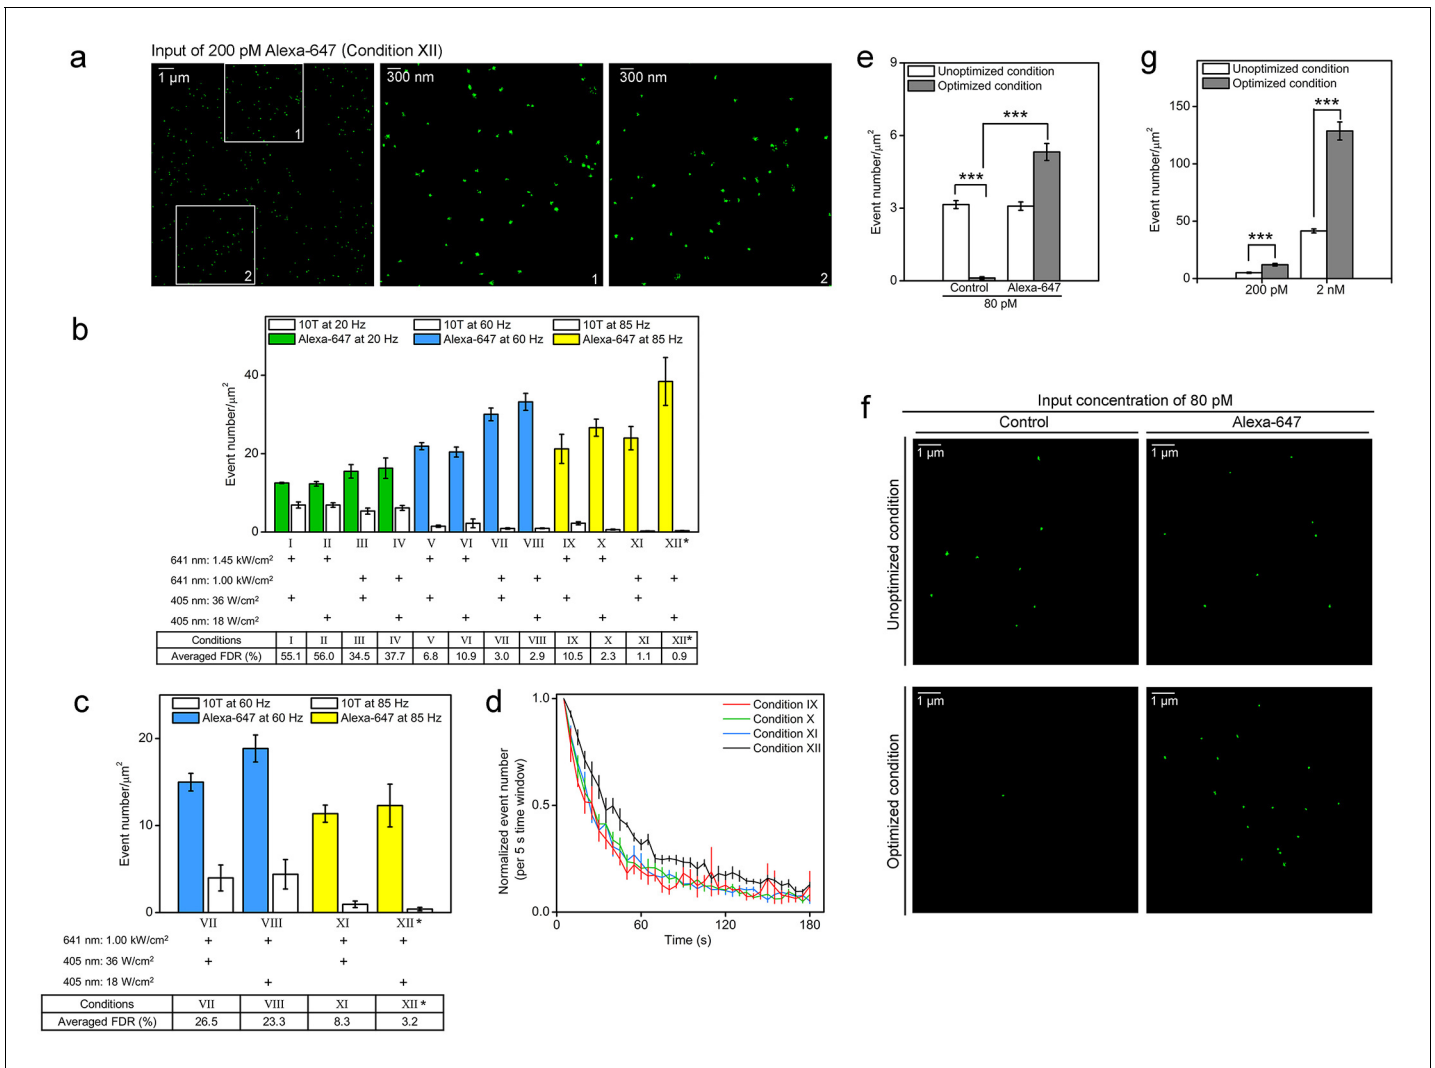 a
Input of 200 pM Alexa-647 (Condition XII)
1 μm
1
2
300 nm
1
300 nm
2
b
10T at 20 Hz
10T at 60 Hz
10T at 85 Hz
Alexa-647 at 20 Hz
Alexa-647 at 60 Hz
Alexa-647 at 85 Hz
Event number/μm²
40
20
0
I II III IV V VI VII VIII IX X XI XII*
641 nm: 1.45 kW/cm² + + + + + +
641 nm: 1.00 kW/cm² + + + + + +
405 nm: 36 W/cm² + + + + + +
405 nm: 18 W/cm² + + + + + +
Conditions I II III IV V VI VII VIII IX X XI XII*
Averaged FDR (%) 55.1 56.0 34.5 37.7 6.8 10.9 3.0 2.9 10.5 2.3 1.1 0.9
c
10T at 60 Hz
10T at 85 Hz
Alexa-647 at 60 Hz
Alexa-647 at 85 Hz
Event number/μm²
20
10
0
VII VIII XI XII*
641 nm: 1.00 kW/cm² + + + +
405 nm: 36 W/cm² + +
405 nm: 18 W/cm² + +
Conditions VII VIII XI XII*
Averaged FDR (%) 26.5 23.3 8.3 3.2
d
Condition IX
Condition X
Condition XI
Condition XII
Normalized event number
(per 5 s time window)
1.0
0.5
0.0
0 60 120 180
Time (s)
e
Unoptimized condition
Optimized condition
Event number/μm²
9
6
3
0
***
***
Control Alexa-647
80 pM
g
Unoptimized condition
Optimized condition
Event number/μm²
150
100
50
0
***
***
200 pM 2 nM
f
Input concentration of 80 pM
Control
Alexa-647
Unoptimized condition
1 μm
1 μm
Optimized condition
1 μm
1 μm